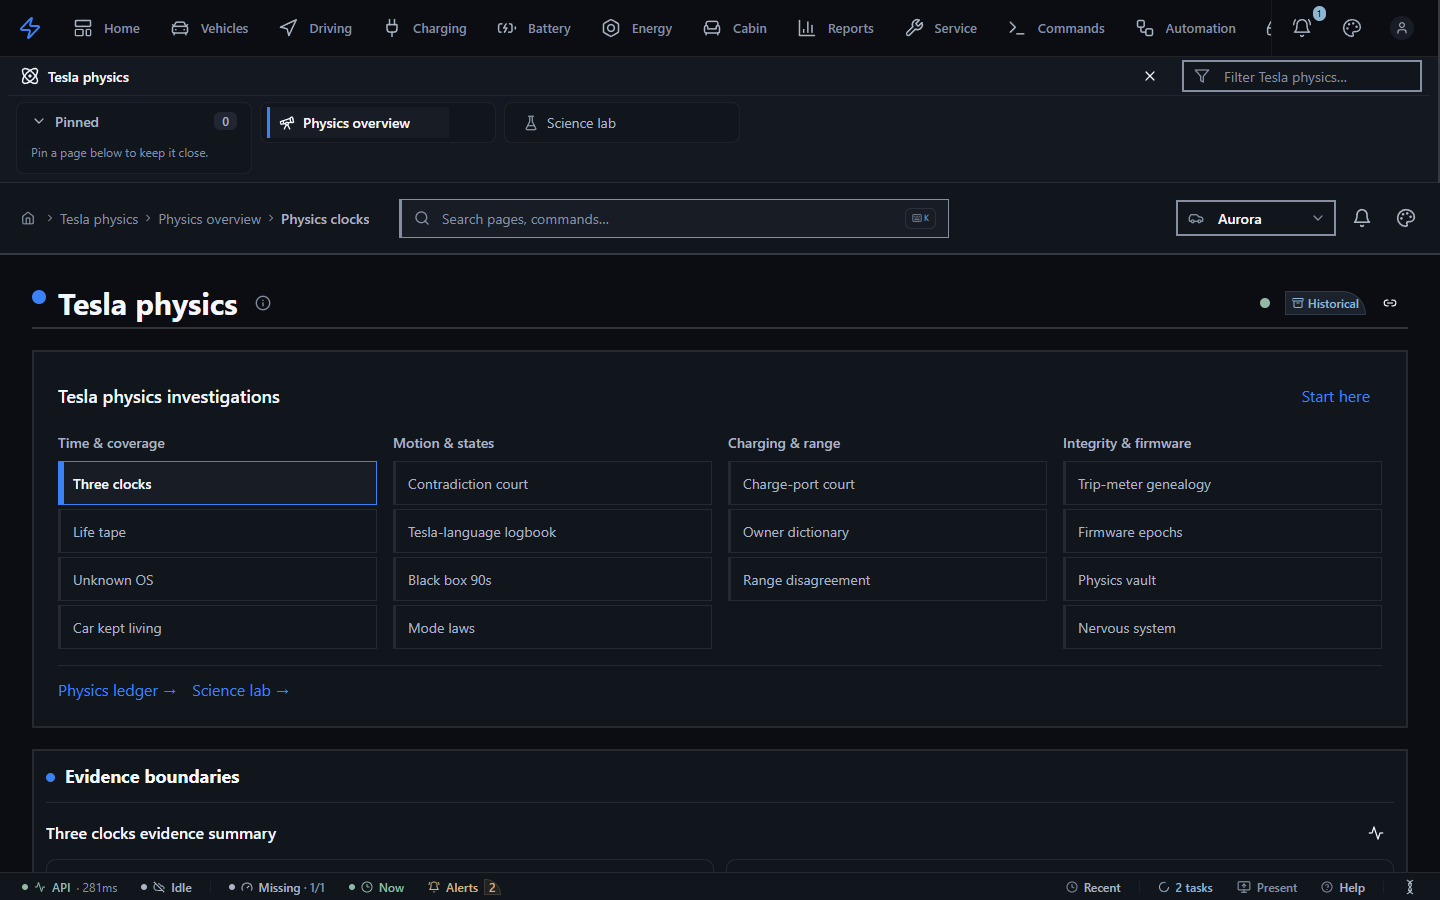 Home Vehicles Driving Charging Battery Energy Cabin Reports Service Commands Automation 1
Tesla physics Filter Tesla physics...
Pinned 0 Physics overview Science lab
Pin a page below to keep it close.
Tesla physics Physics overview Physics clocks Search pages, commands... K Aurora
Tesla physics Historical
Tesla physics investigations Start here
Time & coverage Motion & states Charging & range Integrity & firmware
Three clocks Contradiction court Charge-port court Trip-meter genealogy
Life tape Tesla-language logbook Owner dictionary Firmware epochs
Unknown OS Black box 90s Range disagreement Physics vault
Car kept living Mode laws Nervous system
Physics ledger → Science lab →
Evidence boundaries
Three clocks evidence summary
API · 281ms Idle Missing · 1/1 Now Alerts 2 Recent 2 tasks Present Help